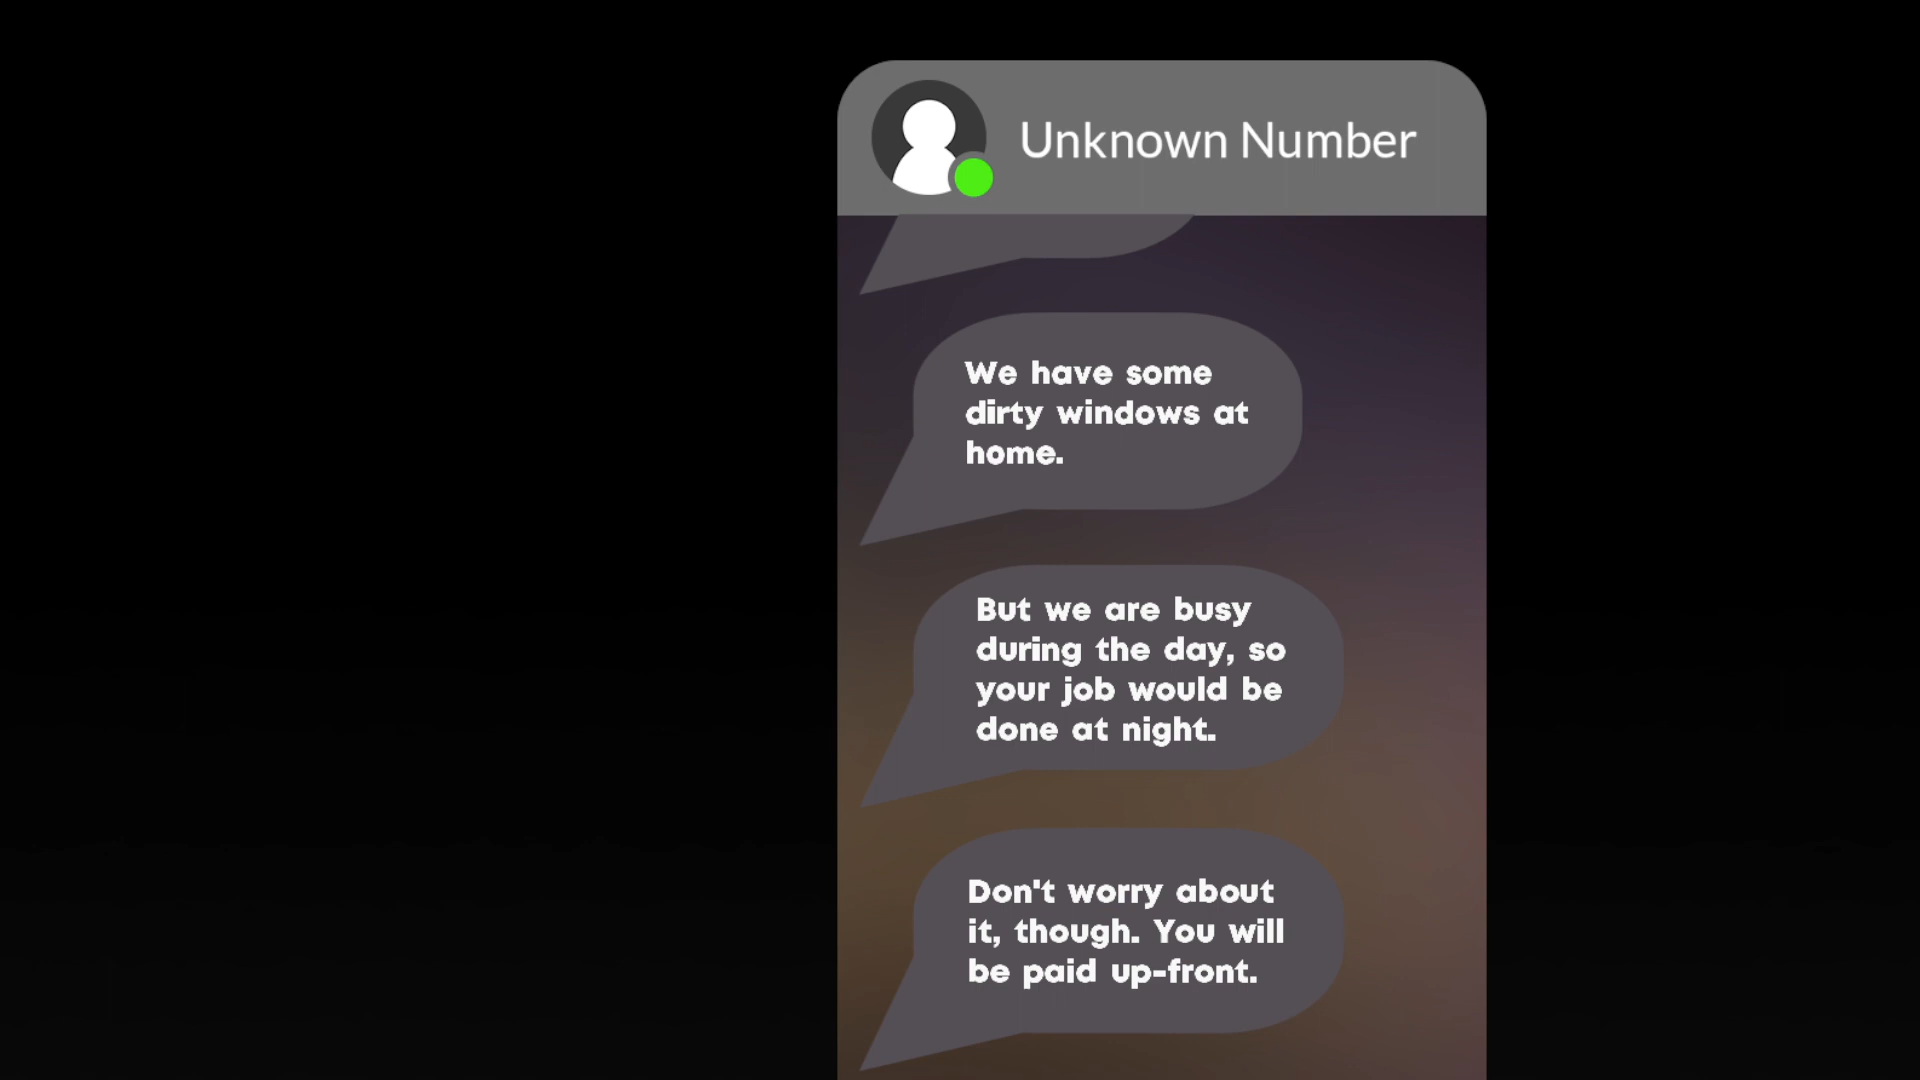 Unknown Number
We have some
dirty windows at
home.
But we are busy
during the day, so
your job would be
done at night.
Don't worry about
it, though. You will
be paid up-front.